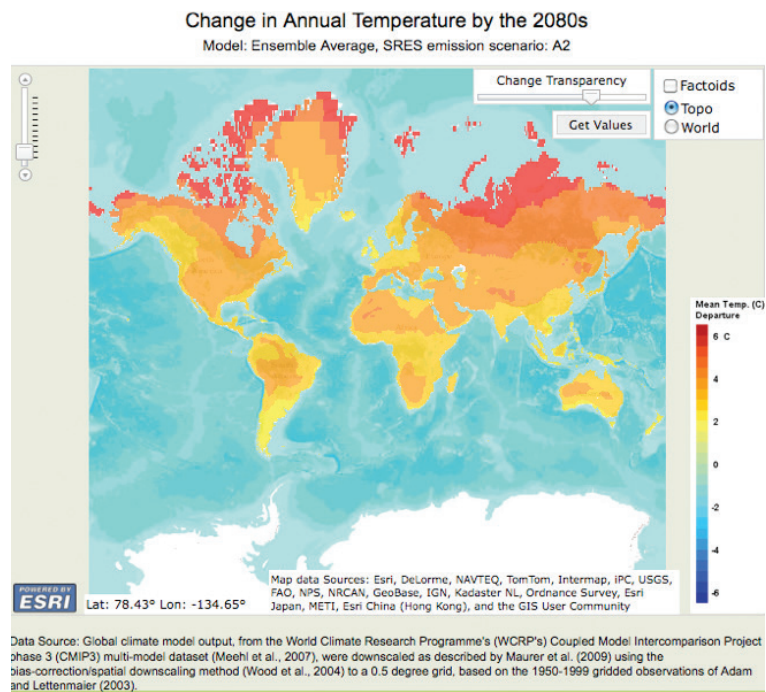 Change in Annual Temperature by the 2080s
Model: Ensemble Average, SRES emission scenario: A2
Change Transparency
Get Values
Factoids
Topo
World
Mean Temp. (C)
Departure
6 C
4
2
0
-2
-4
-6
POWERED BY
ESRI
Lat: 78.43° Lon: -134.65°
Map data Sources: Esri, DeLorme, NAVTEQ, TomTom, Intermap, iPC, USGS,
FAO, NPS, NRCAN, GeoBase, IGN, Kadaster NL, Ordnance Survey, Esri
Japan, METI, Esri China (Hong Kong), and the GIS User Community
Data Source: Global climate model output, from the World Climate Research Programme's (WCRP's) Coupled Model Intercomparison Project
phase 3 (CMIP3) multi-model dataset (Meehl et al., 2007), were downscaled as described by Maurer et al. (2009) using the
bias-correction/spatial downscaling method (Wood et al., 2004) to a 0.5 degree grid, based on the 1950-1999 gridded observations of Adam
and Lettenmaier (2003).